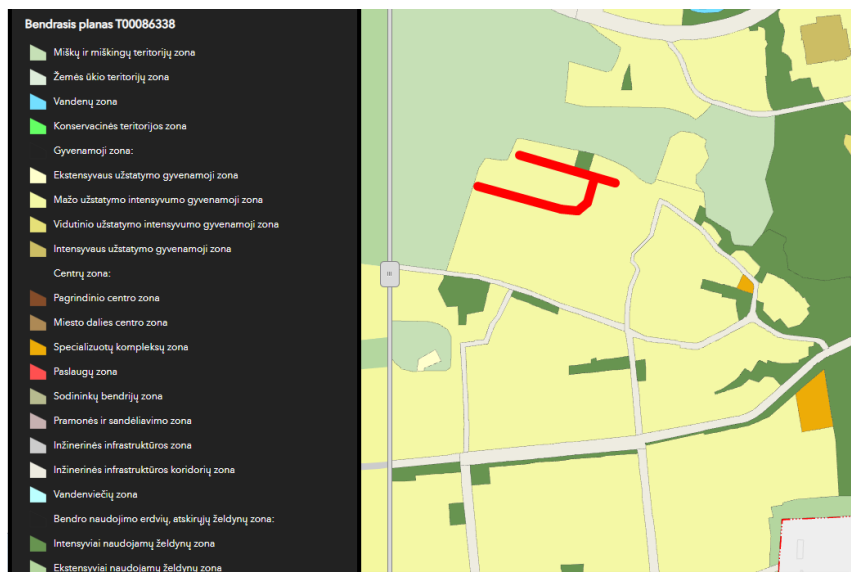 Bendrasis planas T00086338
Miškų ir miškingų teritorijų zona
Žemės ūkio teritorijų zona
Vandenų zona
Konservacinės teritorijos zona
Gyvenamoji zona:
Ekstensyvaus užstatymo gyvenamoji zona
Mažo užstatymo intensyvumo gyvenamoji zona
Vidutinio užstatymo intensyvumo gyvenamoji zona
Intensyvaus užstatymo gyvenamoji zona
Centrų zona:
Pagrindinio centro zona
Miesto dalies centro zona
Specializuotų kompleksų zona
Paslaugų zona
Sodininkų bendrijų zona
Pramonės ir sandėliavimo zona
Inžinerinės infrastruktūros zona
Inžinerinės infrastruktūros koridorių zona
Vandenviečių zona
Bendro naudojimo erdvių, atskirųjų želdynų zona:
Intensyviai naudojamų želdynų zona
Ekstensyviai naudojamų želdynų zona